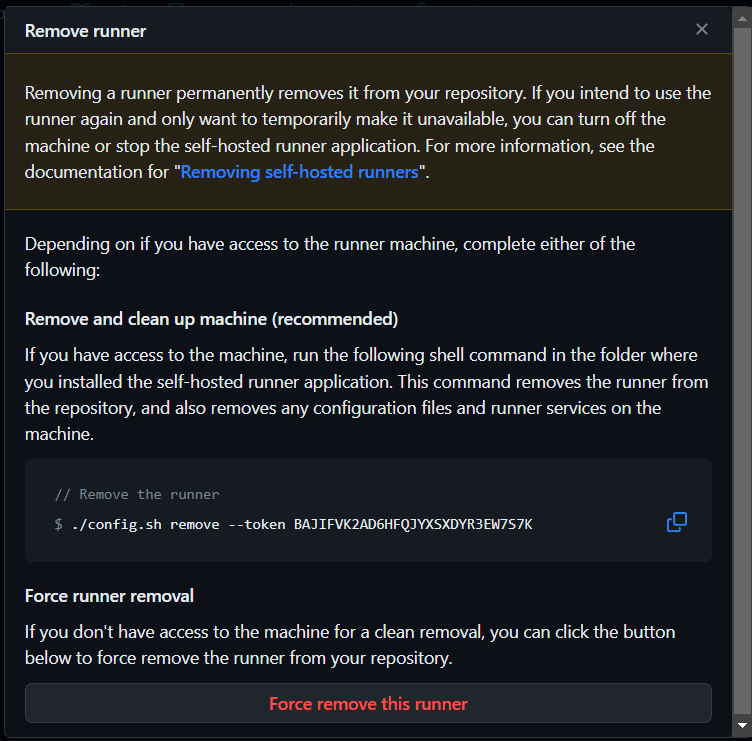 Remove runner
Removing a runner permanently removes it from your repository. If you intend to use the
runner again and only want to temporarily make it unavailable, you can turn off the
machine or stop the self-hosted runner application. For more information, see the
documentation for "Removing self-hosted runners".
Depending on if you have access to the runner machine, complete either of the
following:
Remove and clean up machine (recommended)
If you have access to the machine, run the following shell command in the folder where
you installed the self-hosted runner application. This command removes the runner from
the repository, and also removes any configuration files and runner services on the
machine.
// Remove the runner
$ ./config.sh remove --token BAJIFVK2AD6HFQJYXSXDYR3EW7S7K
Force runner removal
If you don't have access to the machine for a clean removal, you can click the button
below to force remove the runner from your repository.
Force remove this runner